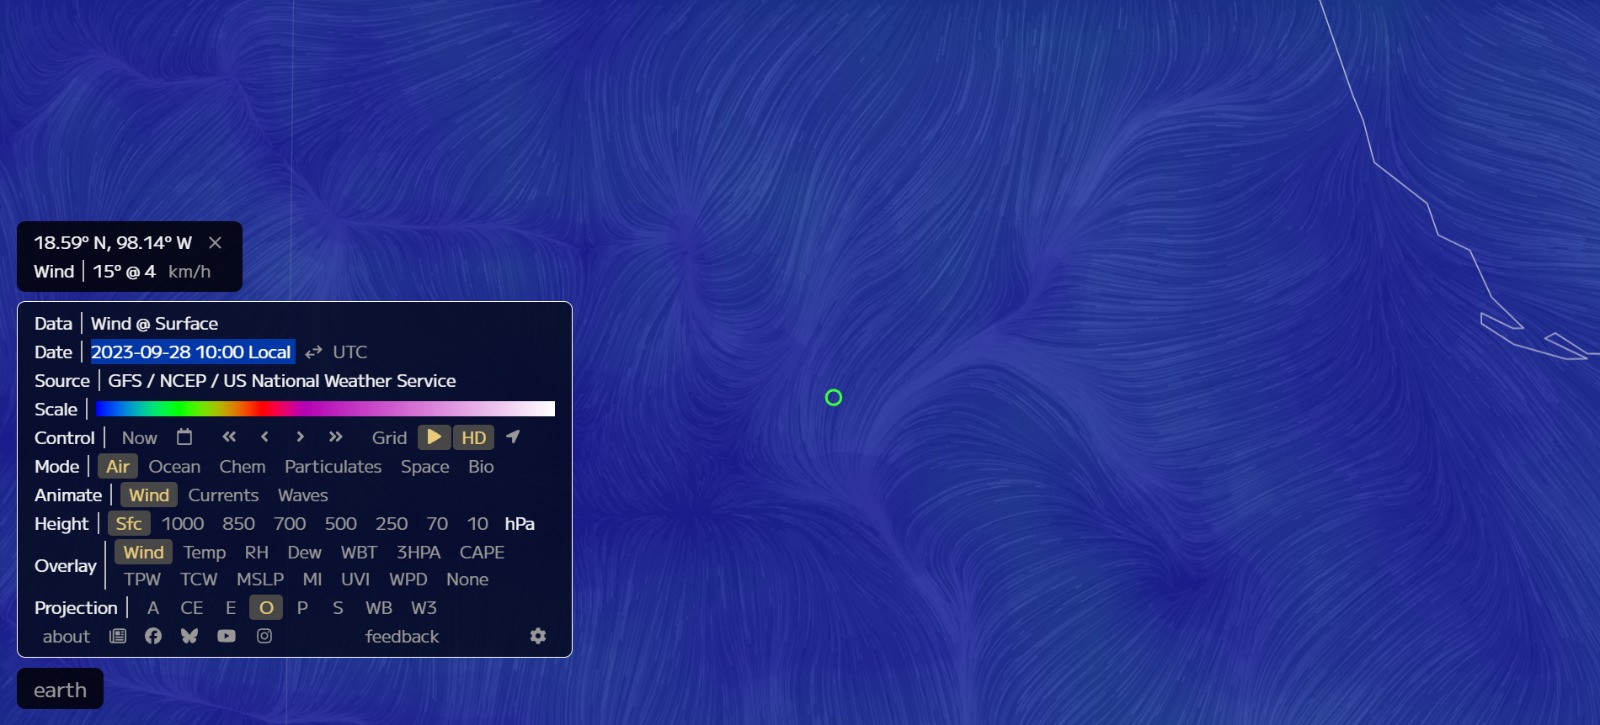 18.59° N, 98.14° W ×
Wind | 15° @ 4 km/h
Data | Wind @ Surface
Date | 2023-09-28 10:00 Local ⇄ UTC
Source | GFS / NCEP / US National Weather Service
Scale |
Control | Now « ‹ › » Grid HD
Mode | Air Ocean Chem Particulates Space Bio
Animate | Wind Currents Waves
Height | Sfc 1000 850 700 500 250 70 10 hPa
Overlay | Wind Temp RH Dew WBT 3HPA CAPE
TPW TCW MSLP MI UVI WPD None
Projection | A CE E O P S WB W3
about feedback
earth